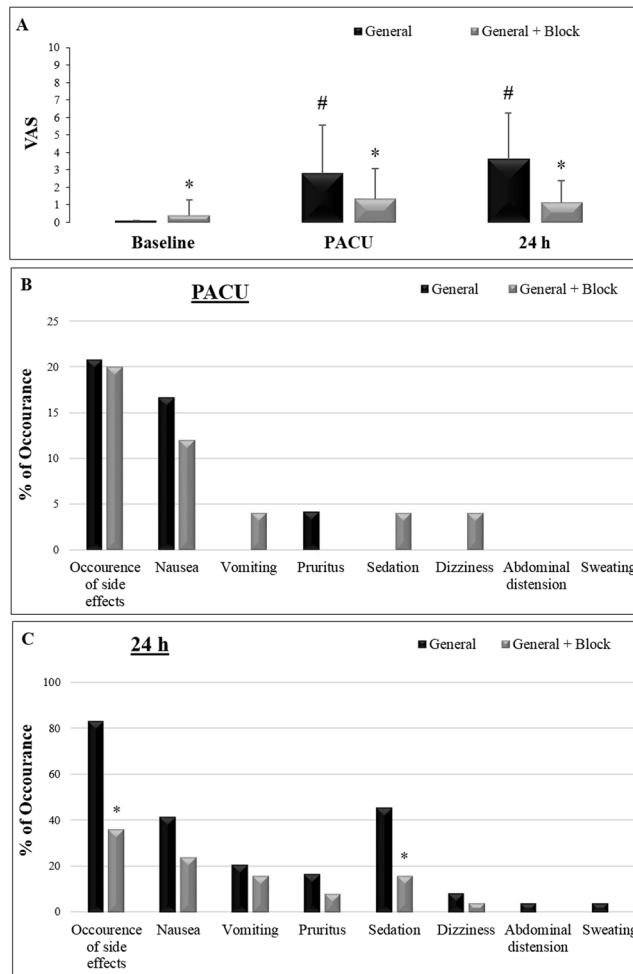 A
General
General + Block
10
9
8
7
6
5
4
3
2
1
0
VAS
*
#
*
#
*
Baseline
PACU
24 h
B
PACU
General
General + Block
25
20
15
10
5
0
% of Occourance
Occourence of side effects
Nausea
Vomiting
Pruritus
Sedation
Dizziness
Abdominal distension
Sweating
C
24 h
General
General + Block
100
80
60
40
20
0
% of Occourance
*
*
Occourence of side effects
Nausea
Vomiting
Pruritus
Sedation
Dizziness
Abdominal distension
Sweating